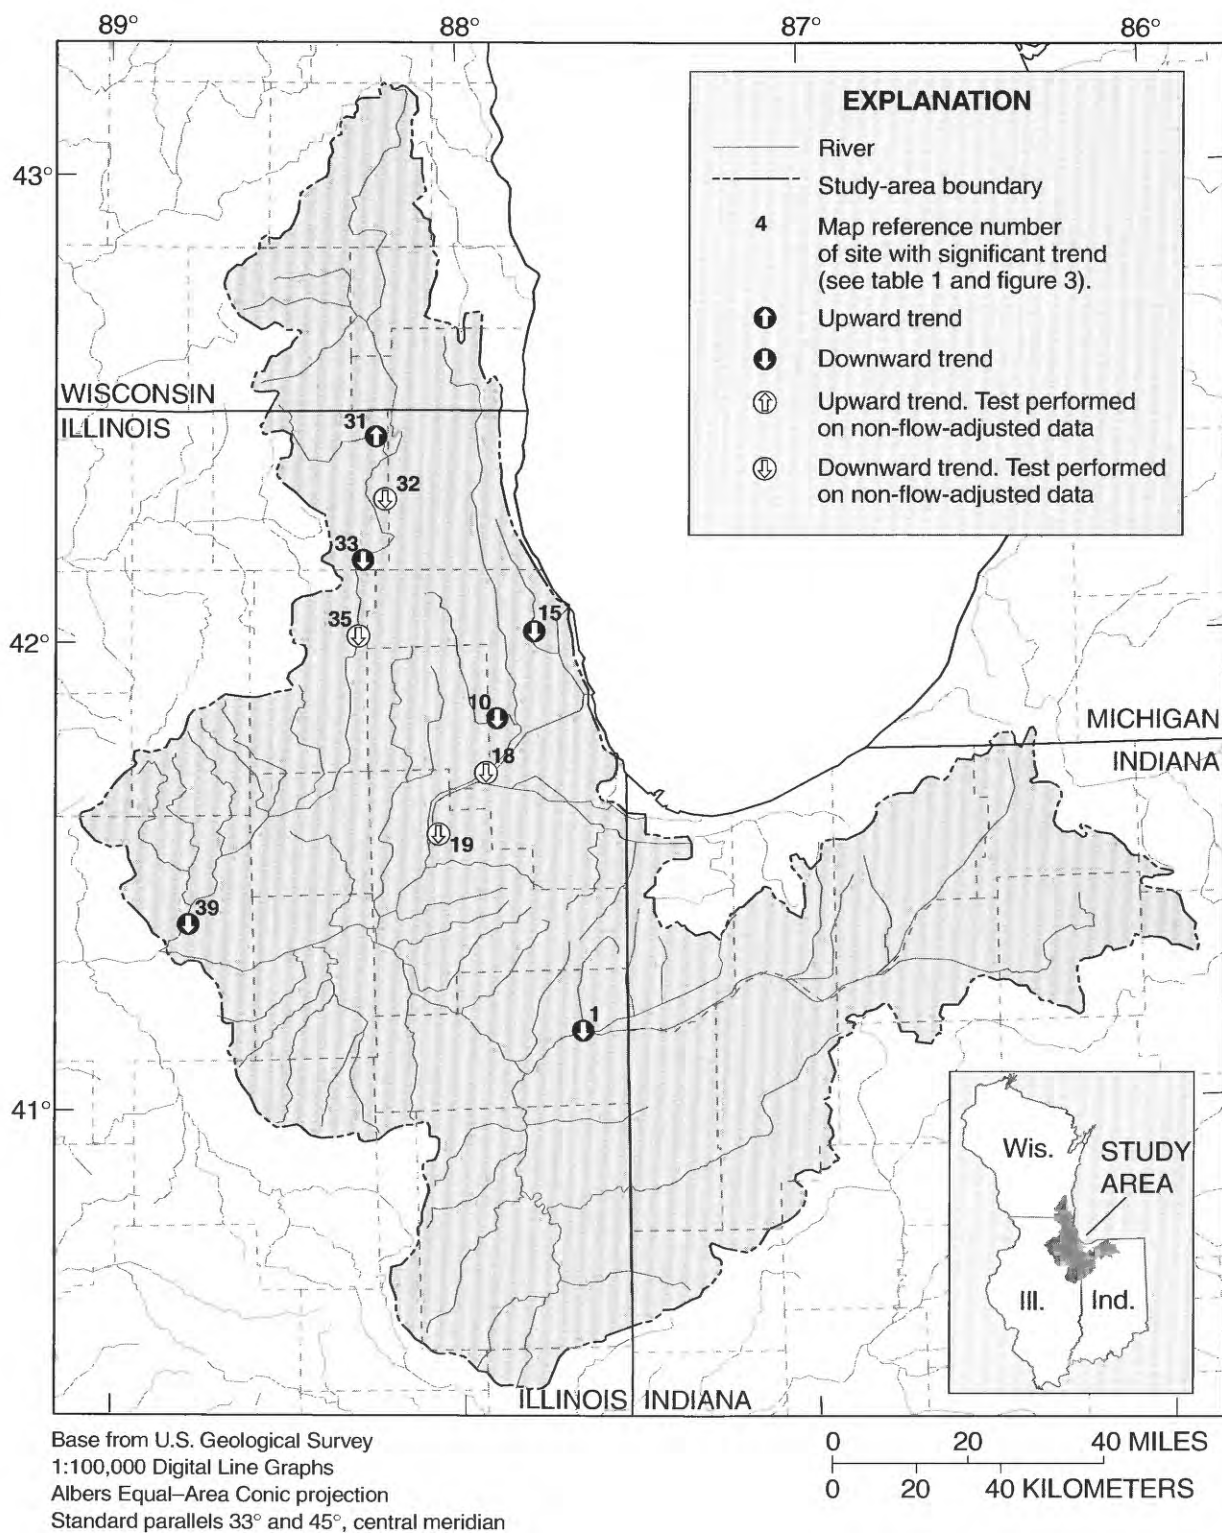 89°
88°
87°
86°
43°
42°
41°
EXPLANATION
River
Study-area boundary
4
Map reference number
of site with significant trend
(see table 1 and figure 3).
Upward trend
Downward trend
Upward trend. Test performed
on non-flow-adjusted data
Downward trend. Test performed
on non-flow-adjusted data
WISCONSIN
ILLINOIS
31
32
33
35
15
10
18
19
39
1
MICHIGAN
INDIANA
ILLINOIS
INDIANA
Wis.
STUDY
AREA
Ill.
Ind.
Base from U.S. Geological Survey
1:100,000 Digital Line Graphs
Albers Equal–Area Conic projection
Standard parallels 33° and 45°, central meridian
0 20 40 MILES
0 20 40 KILOMETERS